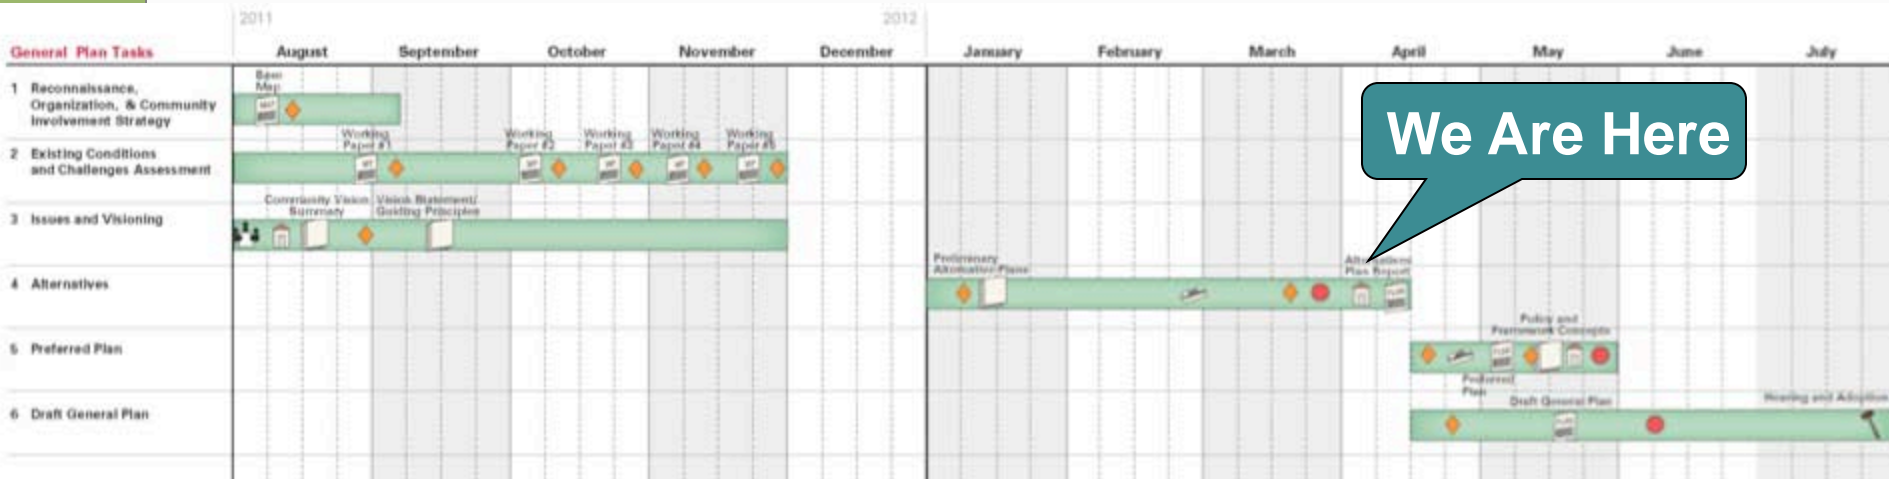 2011
2012
General Plan Tasks
August September October November December January February March April May June July
Base
Map
1 Reconnaissance,
Organization, & Community
Involvement Strategy
Working
Paper #1
Working
Paper #2
Working
Paper #3
Working
Paper #4
Working
Paper #5
2 Existing Conditions
and Challenges Assessment
We Are Here
Community Vision
Summary
Vision Statement/
Guiding Principles
3 Issues and Visioning
Preliminary
Alternative Plans
Plan Report
4 Alternatives
Policy and
Framework Concepts
5 Preferred Plan
Preferred
Plan
Draft General Plan
Hearing and Adoption
6 Draft General Plan